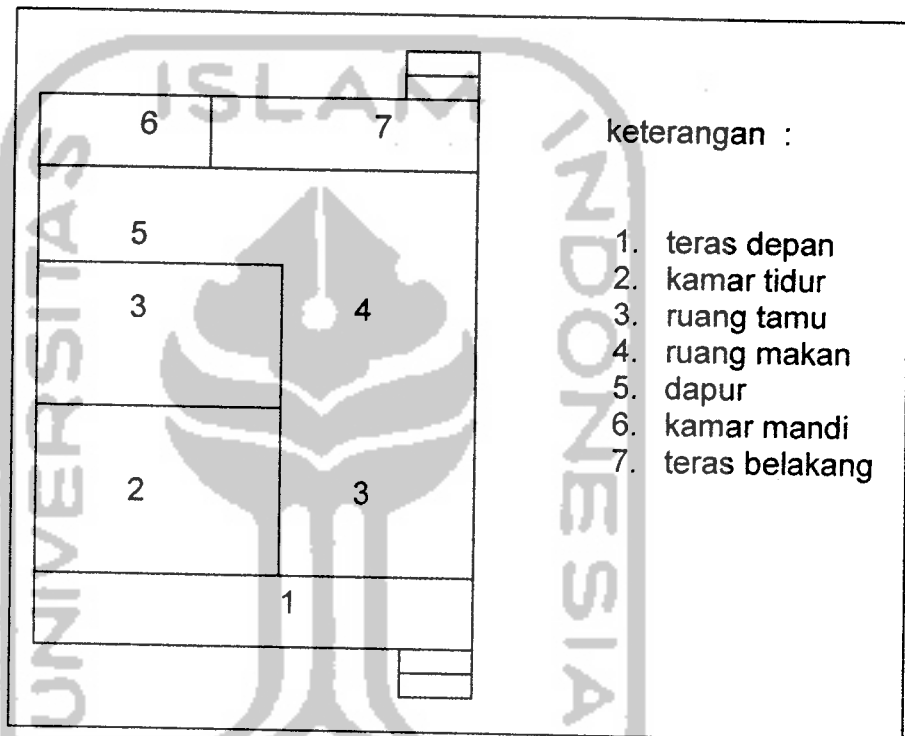 ISLAM
UNIVERSITAS
INDONESIA
6
7
5
3
4
2
3
1
keterangan :
1. teras depan
2. kamar tidur
3. ruang tamu
4. ruang makan
5. dapur
6. kamar mandi
7. teras belakang